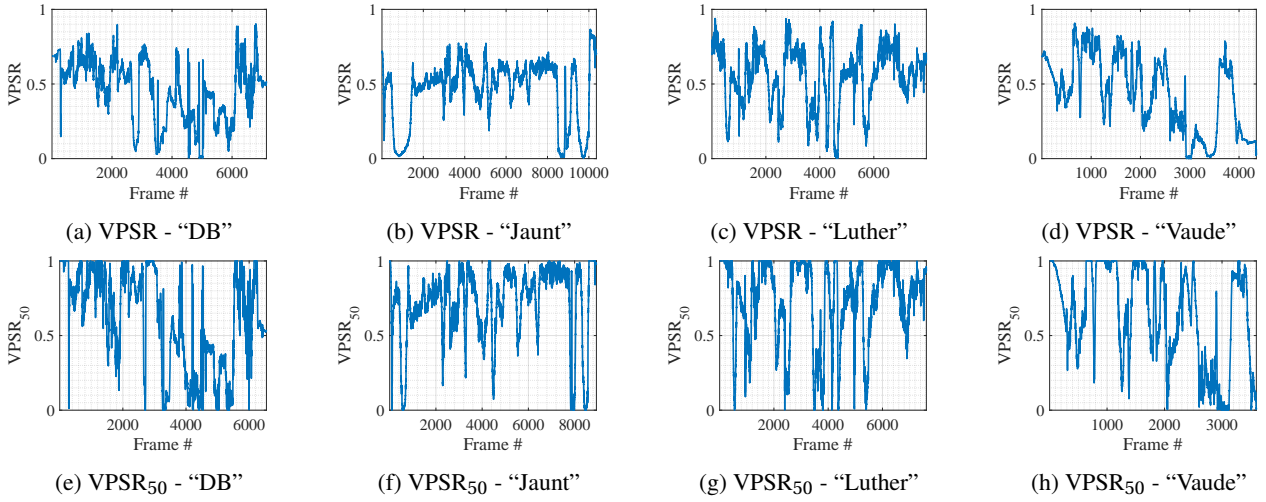 1
0.5
0
VPSR
2000 4000 6000
Frame #
(a) VPSR - “DB”
1
0.5
0
VPSR
2000 4000 6000 8000 10000
Frame #
(b) VPSR - “Jaunt”
1
0.5
0
VPSR
2000 4000 6000
Frame #
(c) VPSR - “Luther”
1
0.5
0
VPSR
1000 2000 3000 4000
Frame #
(d) VPSR - “Vaude”
1
0.5
0
VPSR50
2000 4000 6000
Frame #
(e) VPSR50 - “DB”
1
0.5
0
VPSR50
2000 4000 6000 8000
Frame #
(f) VPSR50 - “Jaunt”
1
0.5
0
VPSR50
2000 4000 6000
Frame #
(g) VPSR50 - “Luther”
1
0.5
0
VPSR50
1000 2000 3000
Frame #
(h) VPSR50 - “Vaude”